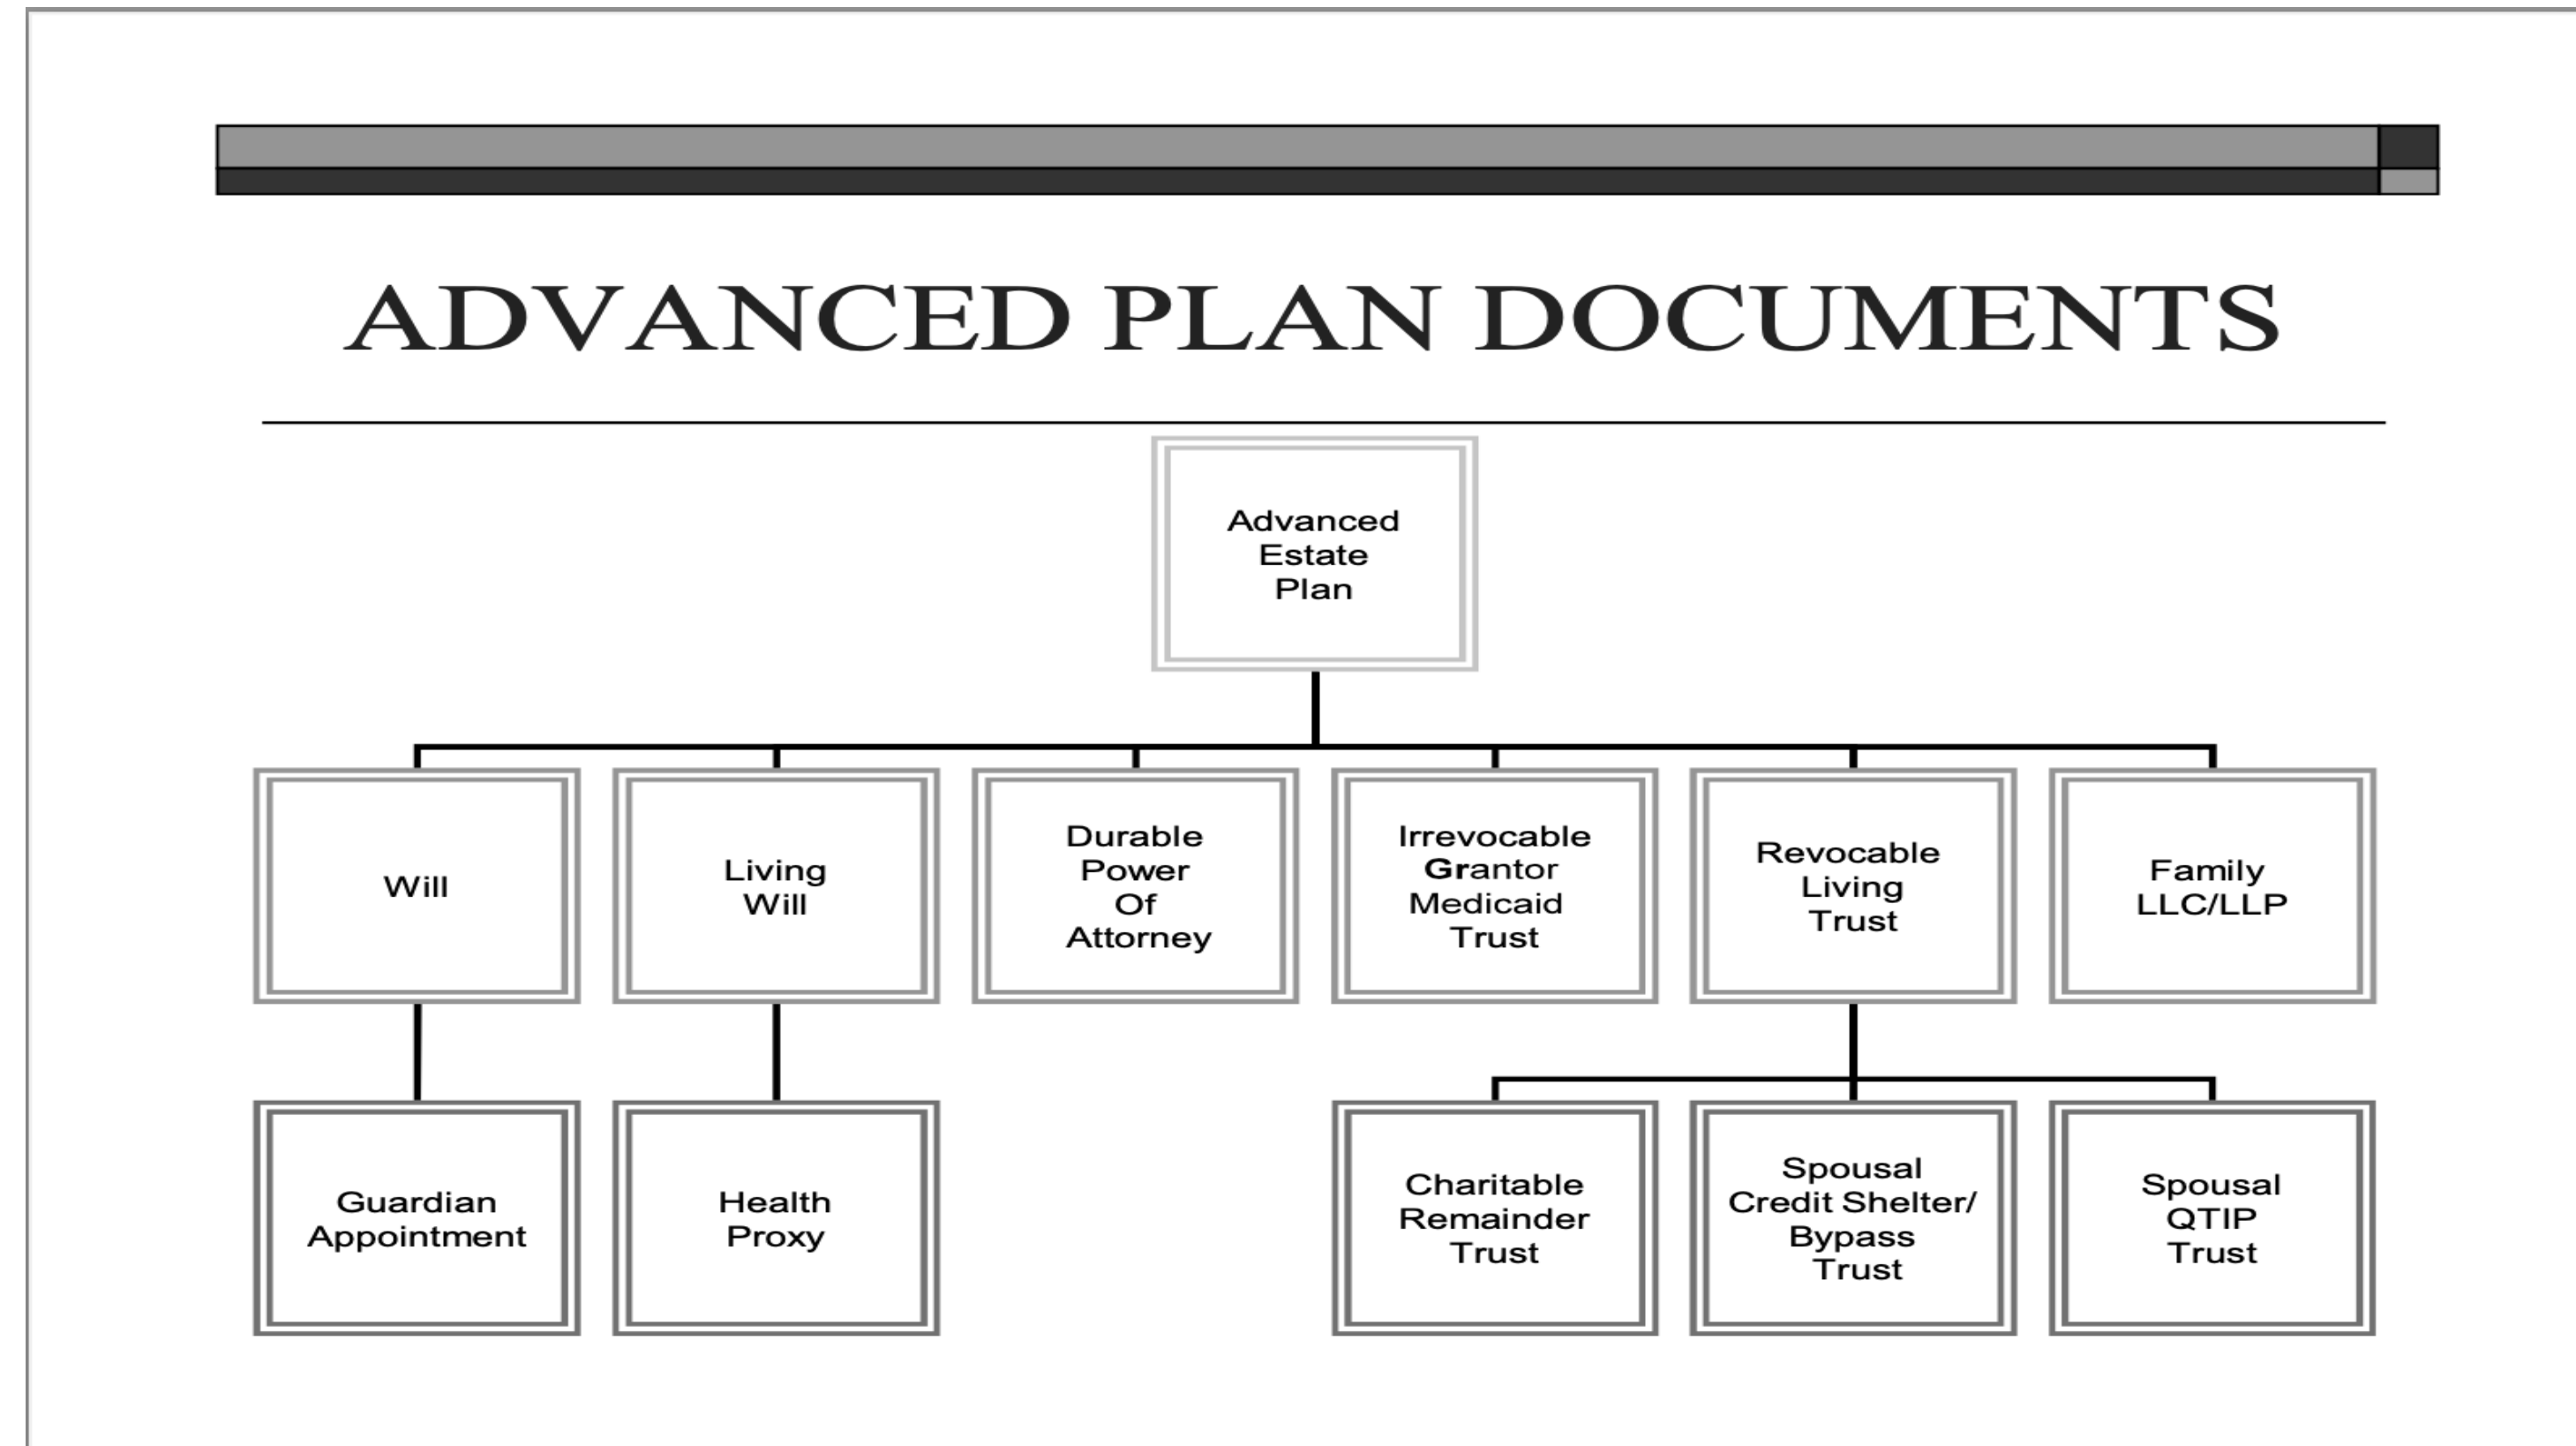 ADVANCED PLAN DOCUMENTS
Advanced
Estate
Plan
Will
Living
Will
Durable
Power
Of
Attorney
Irrevocable
Grantor
Medicaid
Trust
Revocable
Living
Trust
Family
LLC/LLP
Guardian
Appointment
Health
Proxy
Charitable
Remainder
Trust
Spousal
Credit Shelter/
Bypass
Trust
Spousal
QTIP
Trust